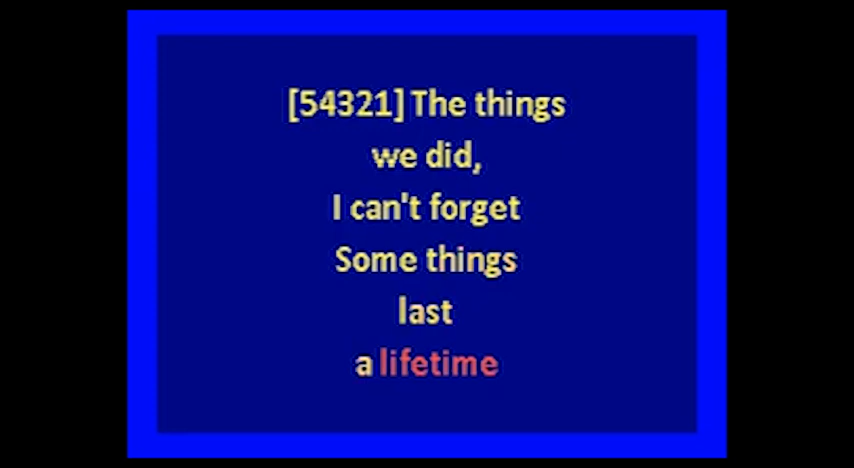 [54321] The things
we did,
I can't forget
Some things
last
a lifetime